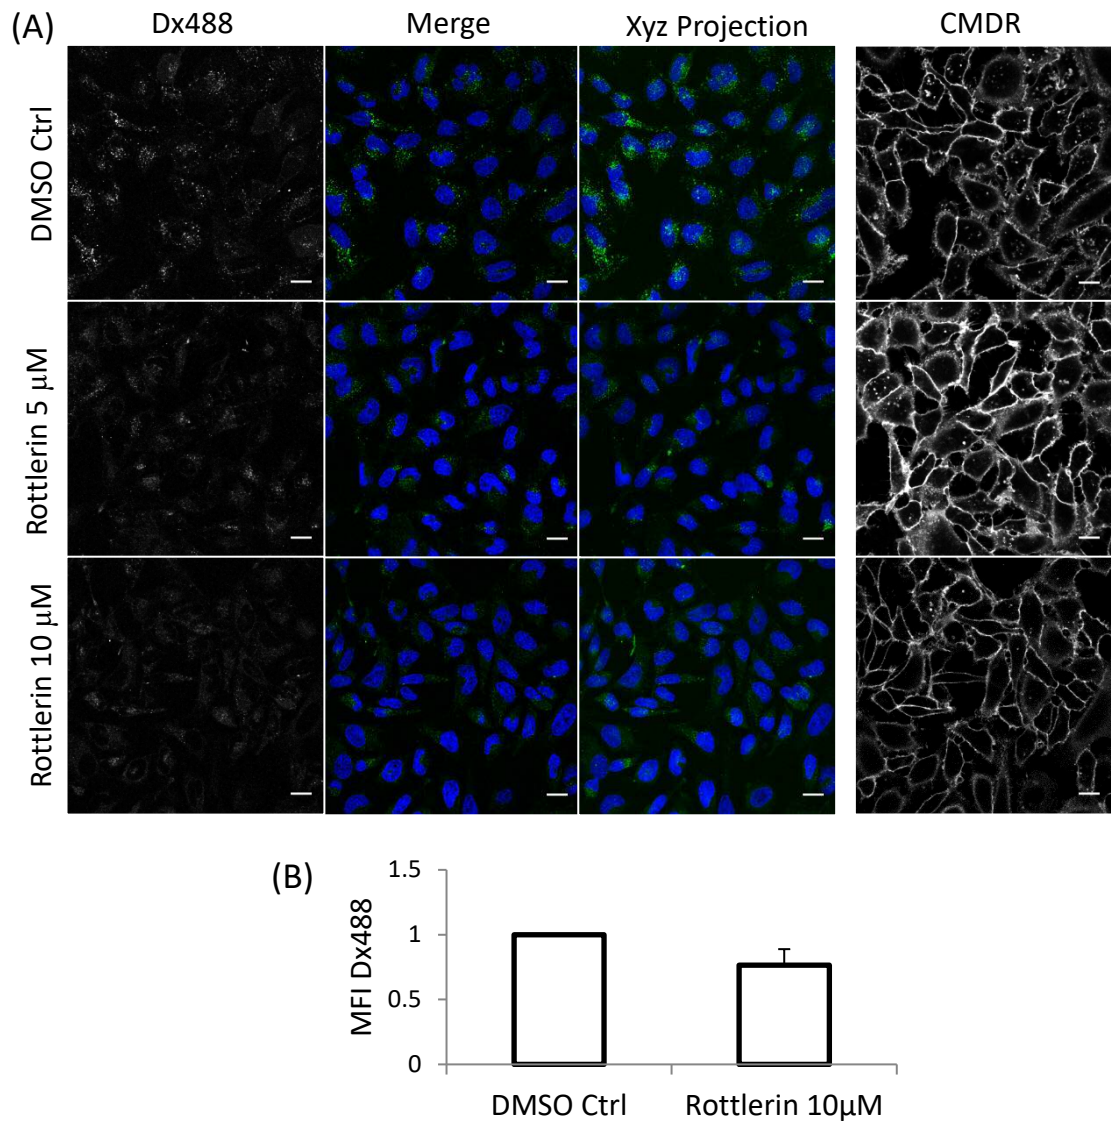 (A)
Dx488 Merge Xyz Projection CMDR
DMSO Ctrl
Rottlerin 5 µM
Rottlerin 10 µM
(B)
MFI Dx488
1.5
1
0.5
0
DMSO Ctrl Rottlerin 10µM